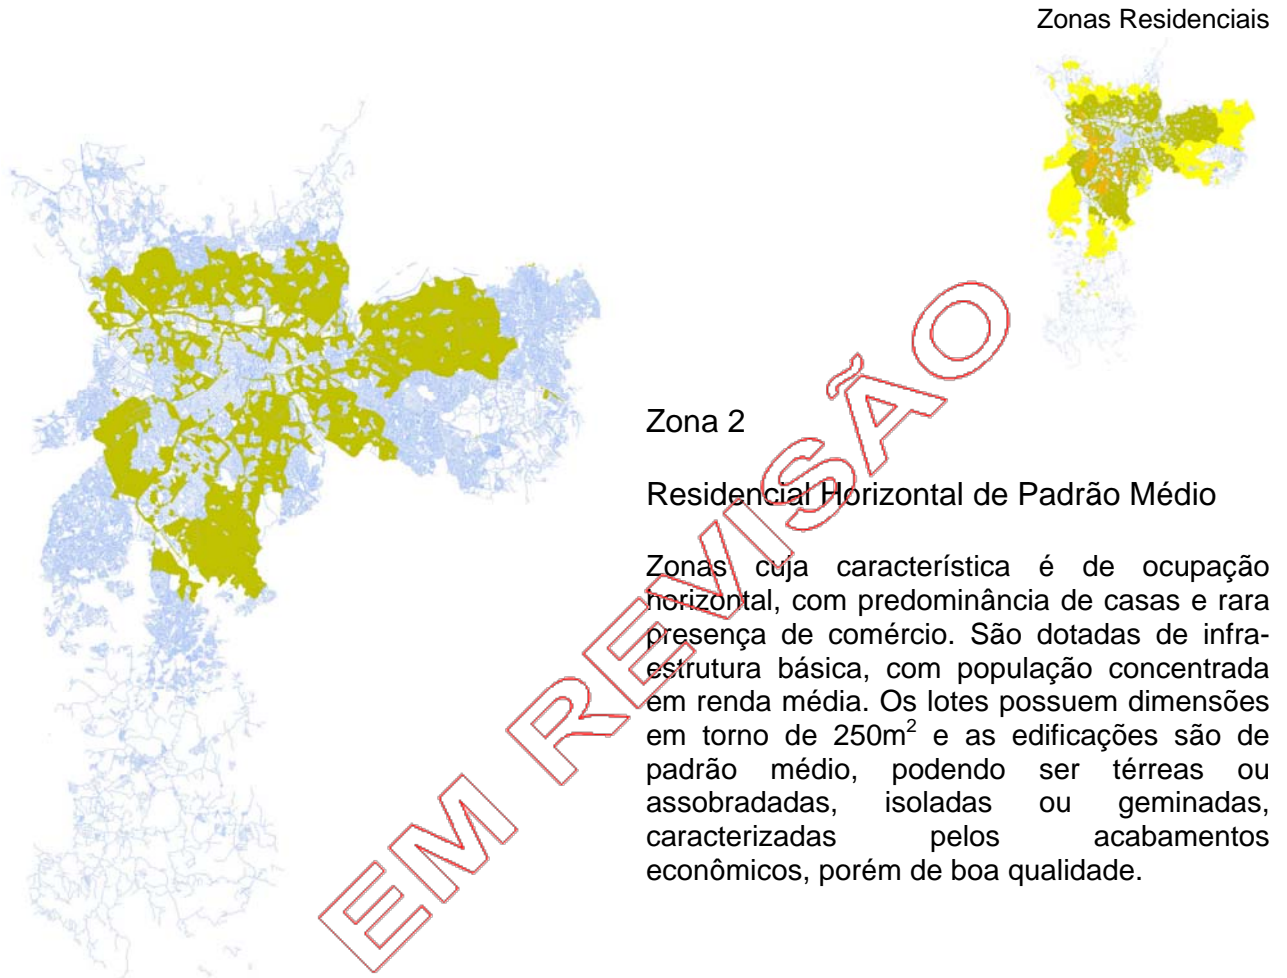 Zonas Residenciais
Zona 2
Residencial Horizontal de Padrão Médio
Zonas cuja característica é de ocupação
horizontal, com predominância de casas e rara
presença de comércio. São dotadas de infra-
estrutura básica, com população concentrada
em renda média. Os lotes possuem dimensões
em torno de 250m² e as edificações são de
padrão médio, podendo ser térreas ou
assobradadas, isoladas ou geminadas,
caracterizadas pelos acabamentos
econômicos, porém de boa qualidade.
EM REVISÃO